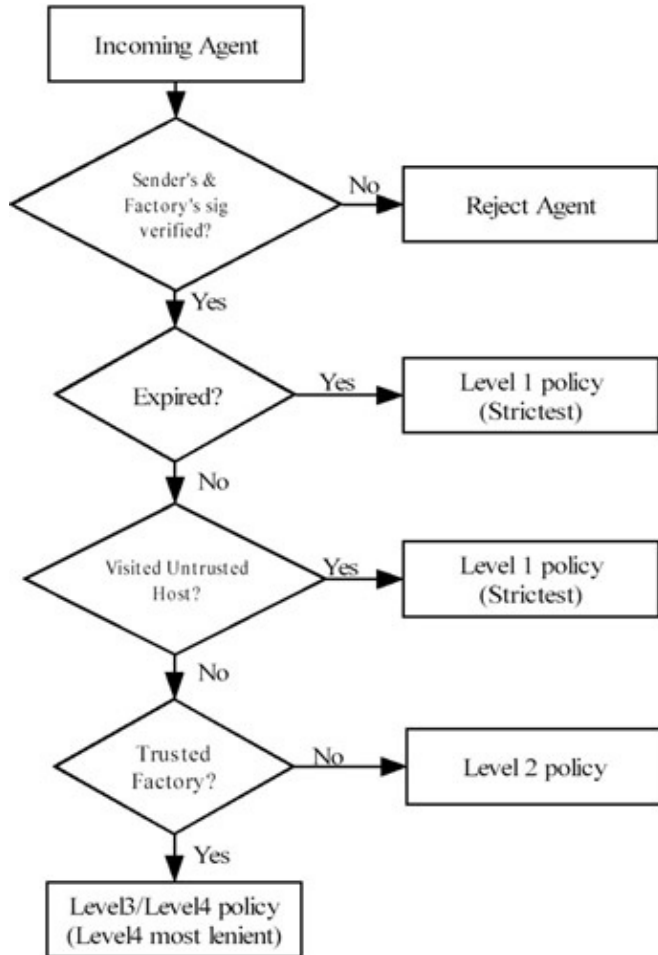 Incoming Agent
Sender's &
Factory's sig
verified?
No
Reject Agent
Yes
Expired?
Yes
Level 1 policy
(Strictest)
No
Visited Untrusted
Host?
Yes
Level 1 policy
(Strictest)
No
Trusted
Factory?
No
Level 2 policy
Yes
Level3/Level4 policy
(Level4 most lenient)